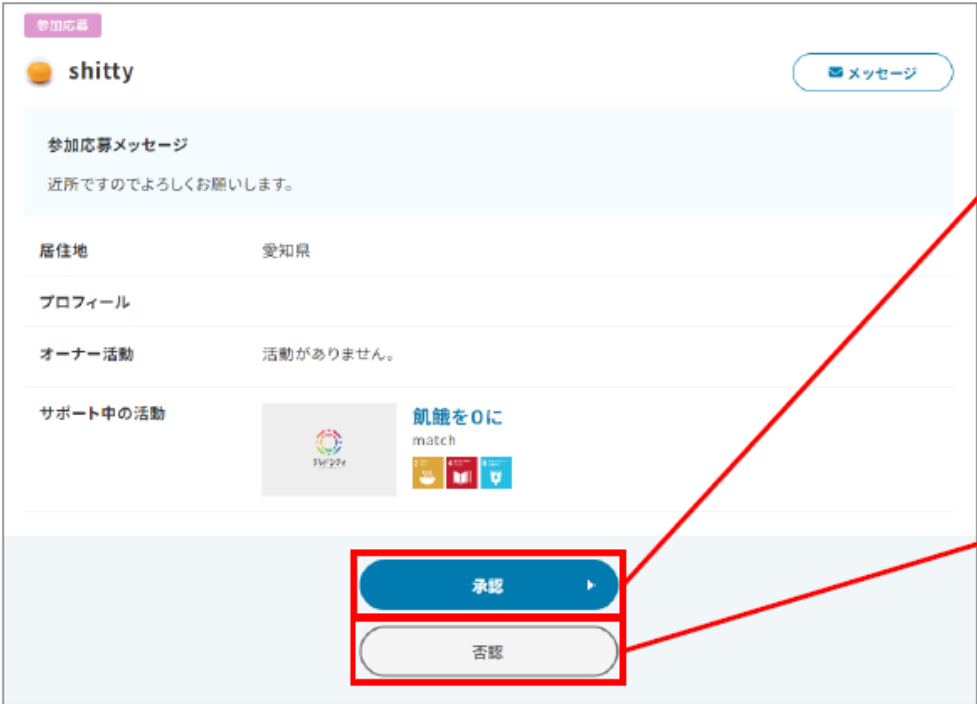 参加応募
shitty
メッセージ
参加応募メッセージ
近所ですのでよろしくお願いします。
居住地
愛知県
プロフィール
オーナー活動
活動がありません。
サポート中の活動
飢餓を0に
match
承認
否認